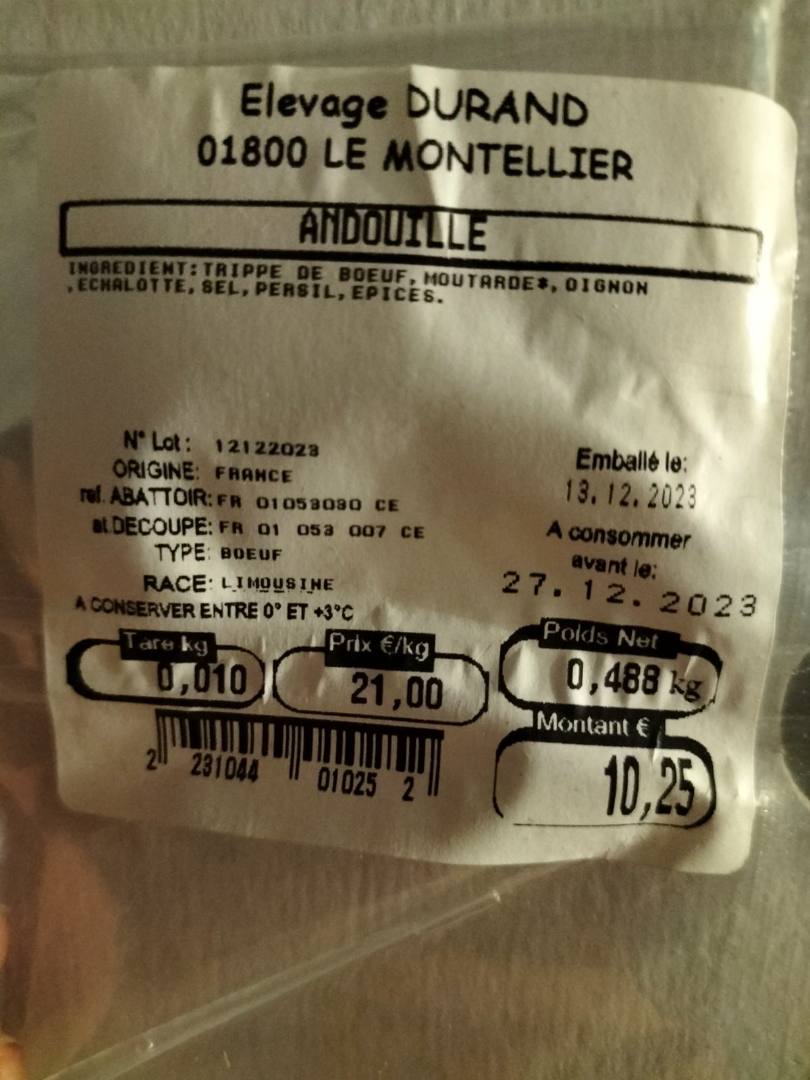 Elevage DURAND
01800 LE MONTELLIER
ANDOUILLE
INGREDIENT: TRIPPE DE BOEUF, MOUTARDE*, OIGNON
, ECHALOTTE, SEL, PERSIL, EPICES.
N° Lot: 12122023
ORIGINE: FRANCE
ref. ABATTOIR: FR 01053090 CE
at. DECOUPE: FR 01 053 007 CE
TYPE: BOEUF
RACE: LIMOUSINE
A CONSERVER ENTRE 0° ET +3°C
Emballé le:
13.12.2023
A consommer
avant le:
27.12.2023
Tare kg
0,010
Prix €/kg
21,00
Poids Net
0,488 kg
Montant €
10,25
2 231044 01025 2